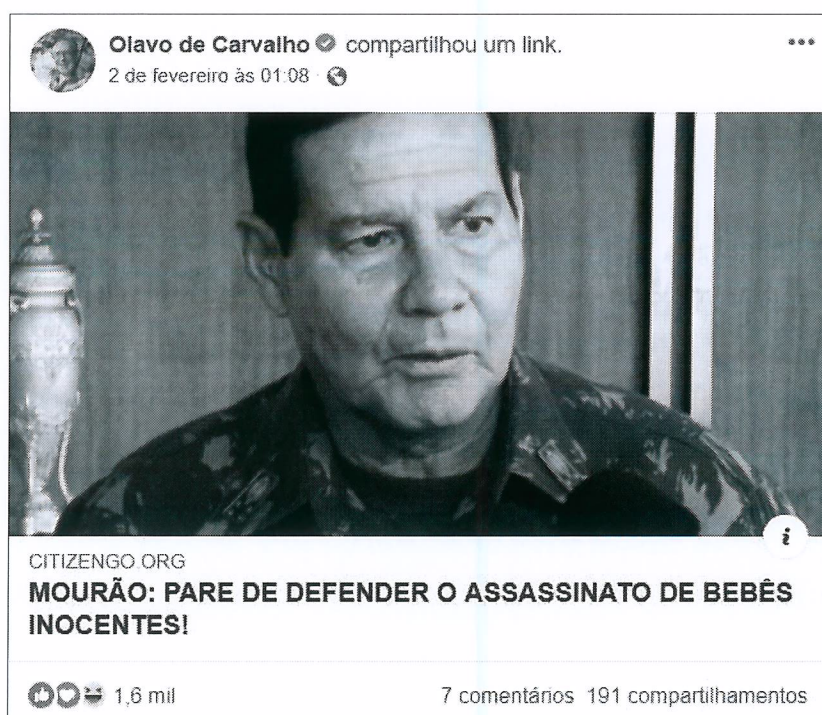 Olavo de Carvalho compartilhou um link.
2 de fevereiro às 01:08
CITIZENGO.ORG
MOURÃO: PARE DE DEFENDER O ASSASSINATO DE BEBÊS
INOCENTES!
1,6 mil 7 comentários 191 compartilhamentos